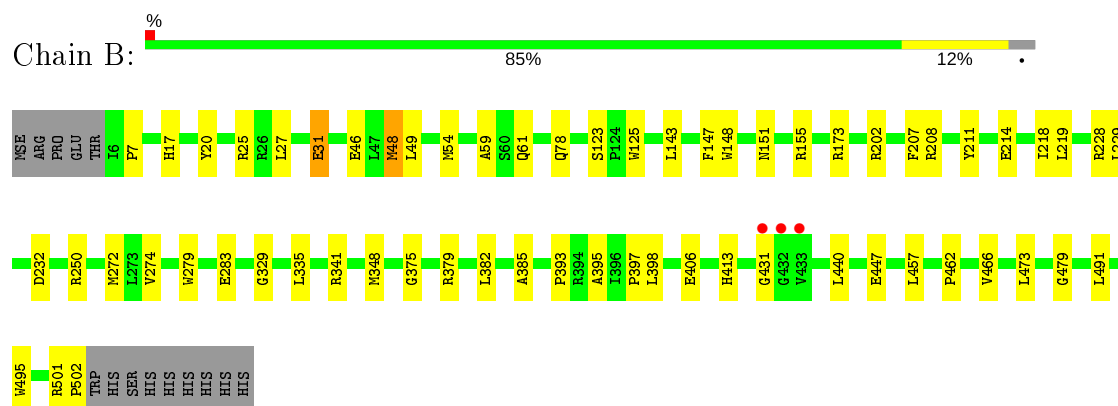 %
Chain B:
85%
12%
•
MSE ARG PRO GLU THR I6 P7 H17 Y20 R25 R26 L27 E31 E46 L47 M48 L49 M54 A59 S60 Q61 Q78 S123 P124 W125 L143 F147 W148 N151 R155 R173 R202 F207 R208 Y211 E214 I218 L219 R228 L229
D232 R250 M272 L273 V274 W279 E283 G329 L335 R341 M348 G375 R379 L382 A385 P393 R394 A395 I396 P397 L398 E406 H413 G431 G432 V433 L440 E447 L457 P462 V466 L473 G479 L491
W495 R501 P502 TRP HIS SER HIS HIS HIS HIS HIS HIS